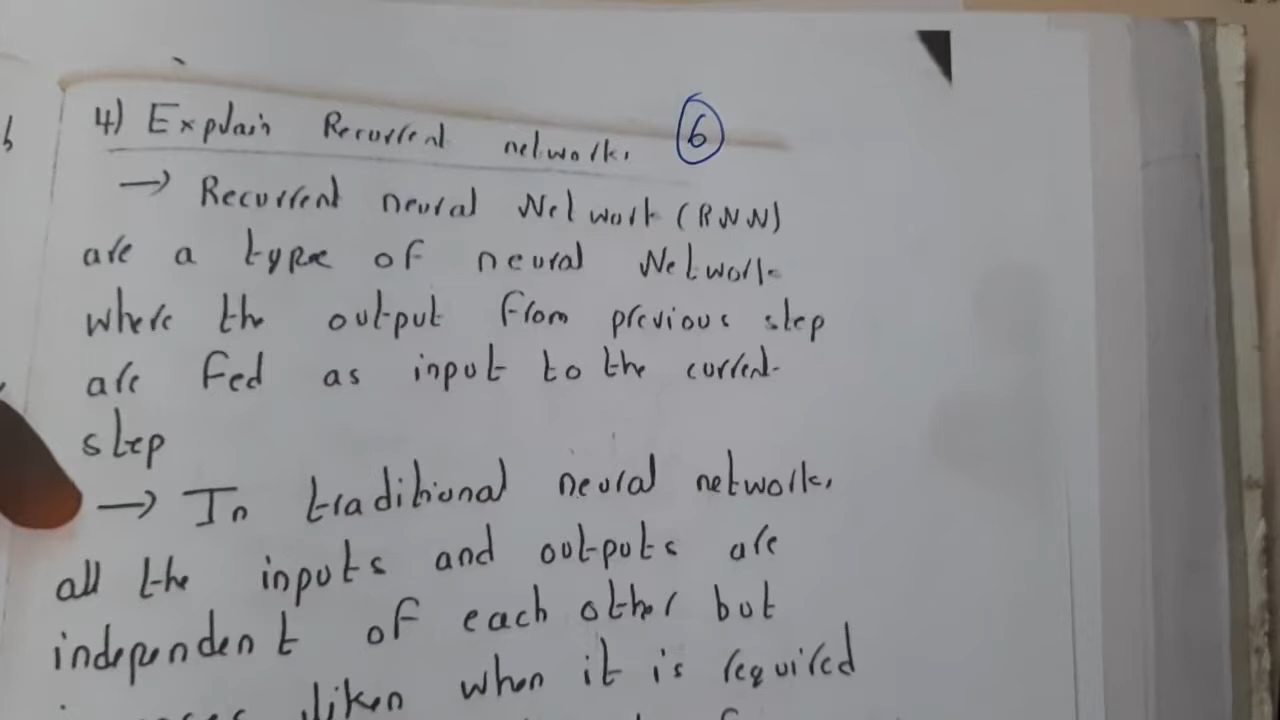 4) Explain Recurrent network. 6
→ Recurrent neural Network (RNN)
are a type of neural Network
where the output from previous step
are fed as input to the current
step
→ In traditional neural network,
all the inputs and outputs are
independent of each other but
when it is required